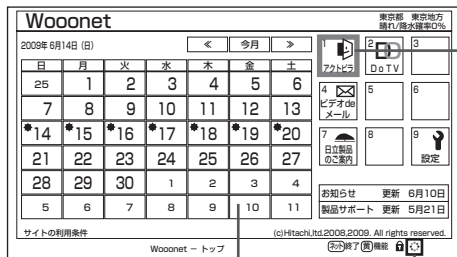 Wooonet
東京都 東京地方
晴れ/降水確率0%
2009年 6月14日 (日)
≪ 今月 ≫
日 月 火 水 木 金 土
25 1 2 3 4 5 6
7 8 9 10 11 12 13
14 15 16 17 18 19 20
21 22 23 24 25 26 27
28 29 30 1 2 3 4
5 6 7 8 9 10 11
1 アクトビラ
2 DoTV
3
4 ビデオdeメール
5
6
7 日立製品のご案内
8
9 設定
お知らせ 更新 6月10日
製品サポート 更新 5月21日
サイトの利用条件
(c)Hitachi,ltd.2008,2009. All rights reserved.
Wooonet − トップ
ネット 終了 黄 機能